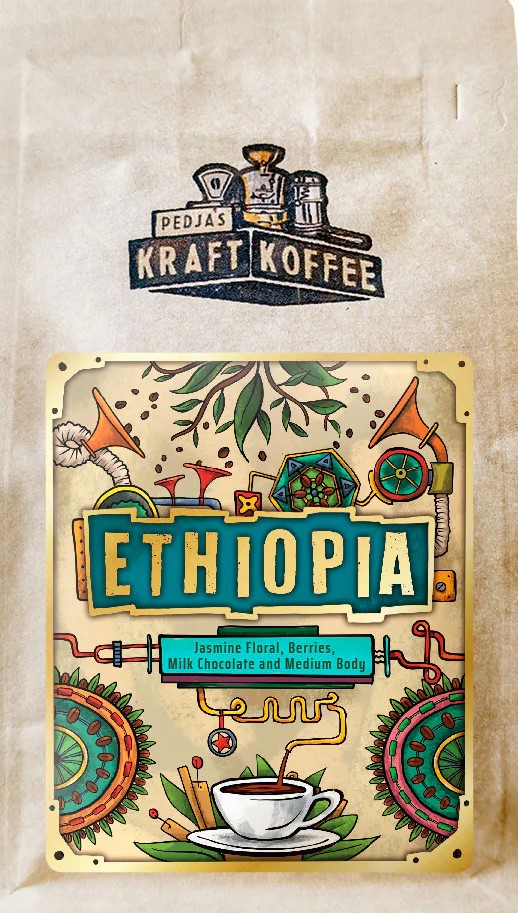 PEDJA'S
KRAFT KOFFEE
ETHIOPIA
Jasmine Floral, Berries,
Milk Chocolate and Medium Body